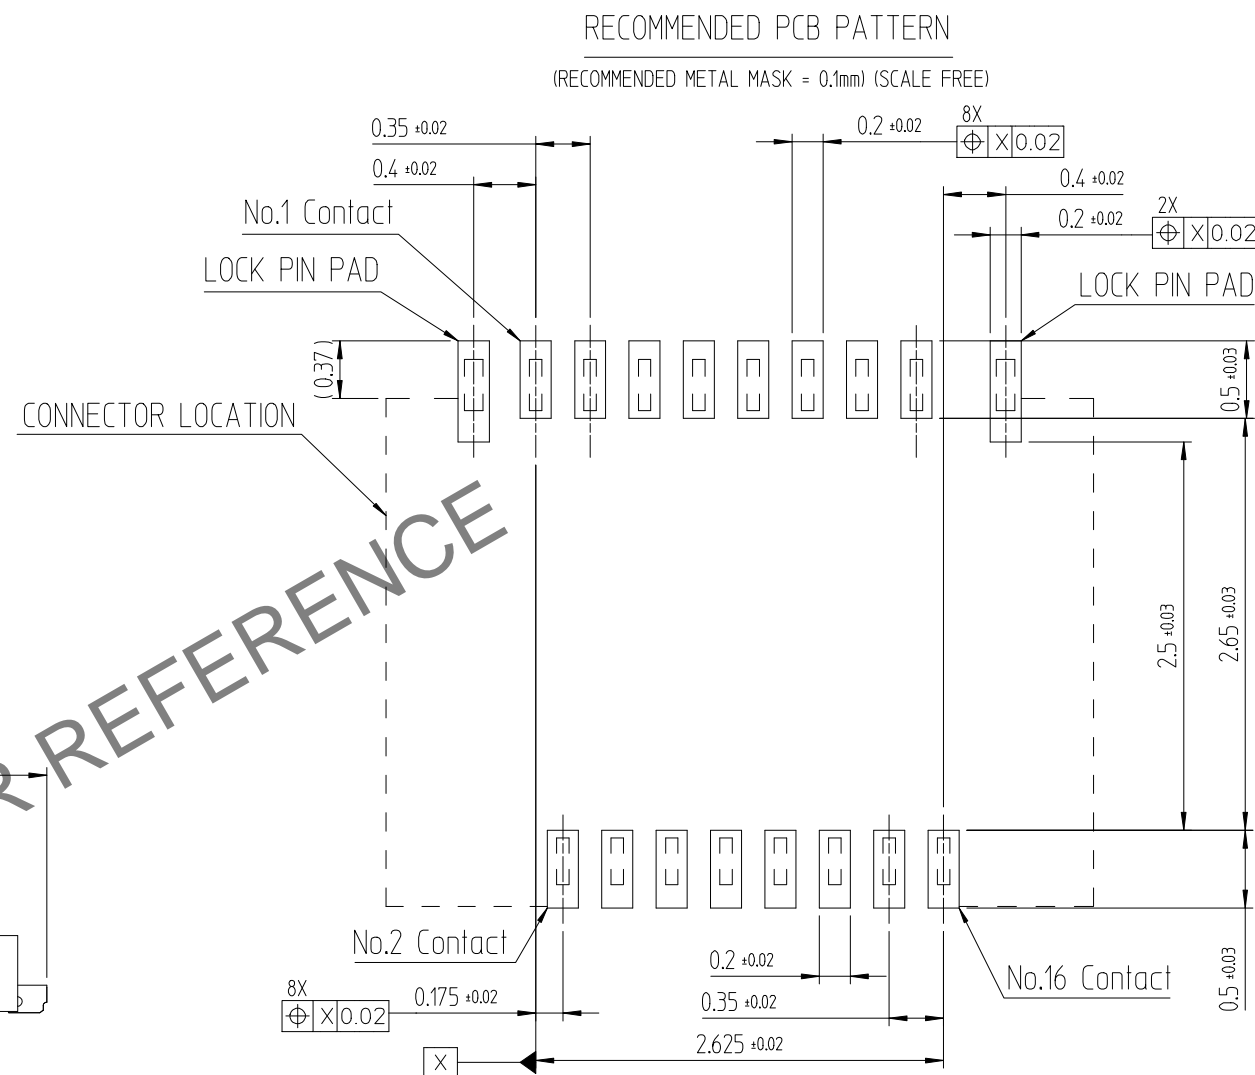 RECOMMENDED PCB PATTERN
(RECOMMENDED METAL MASK = 0.1mm) (SCALE FREE)
0.35 ±0.02
0.2 ±0.02
8X
⌖ X 0.02
0.4 ±0.02
0.4 ±0.02
No.1 Contact
0.2 ±0.02
2X
⌖ X 0.02
LOCK PIN PAD
LOCK PIN PAD
(0.37)
0.5 ±0.03
CONNECTOR LOCATION
R REFERENCE
2.5 ±0.03
2.65 ±0.03
No.2 Contact
0.2 ±0.02
No.16 Contact
0.5 ±0.03
8X
⌖ X 0.02
0.175 ±0.02
0.35 ±0.02
2.625 ±0.02
X